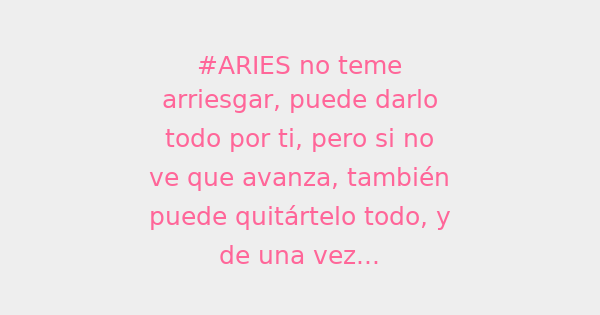 #ARIES no teme
arriesgar, puede darlo
todo por ti, pero si no
ve que avanza, también
puede quitártelo todo, y
de una vez...